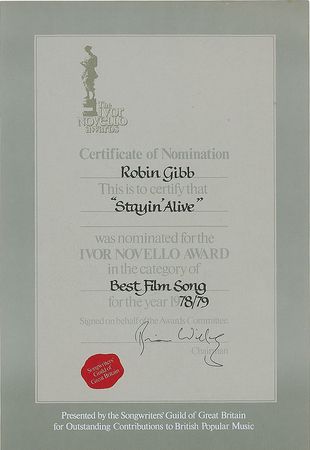 The
IVOR
NOVELLO
awards
Certificate of Nomination
Robin Gibb
This is to certify that
"Stayin' Alive"
was nominated for the
IVOR NOVELLO AWARD
in the category of
Best Film Song
for the year 19 78/79
Signed on behalf of the Awards Committee
Chairman
Songwriters'
Guild of
Great Britain
Presented by the Songwriters' Guild of Great Britain
for Outstanding Contributions to British Popular Music